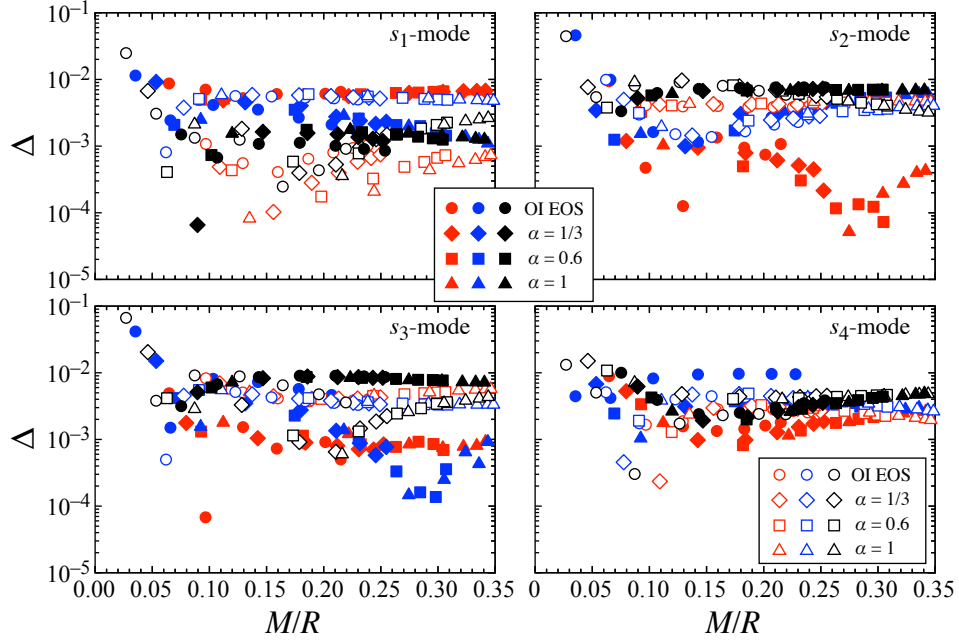 10⁻¹
10⁻²
10⁻³
10⁻⁴
10⁻⁵
Δ
s₁-mode
s₂-mode
OI EOS
α = 1/3
α = 0.6
α = 1
10⁻¹
10⁻²
10⁻³
10⁻⁴
10⁻⁵
Δ
s₃-mode
s₄-mode
OI EOS
α = 1/3
α = 0.6
α = 1
0.00 0.05 0.10 0.15 0.20 0.25 0.30 0.35
0.05 0.10 0.15 0.20 0.25 0.30 0.35
M/R
M/R